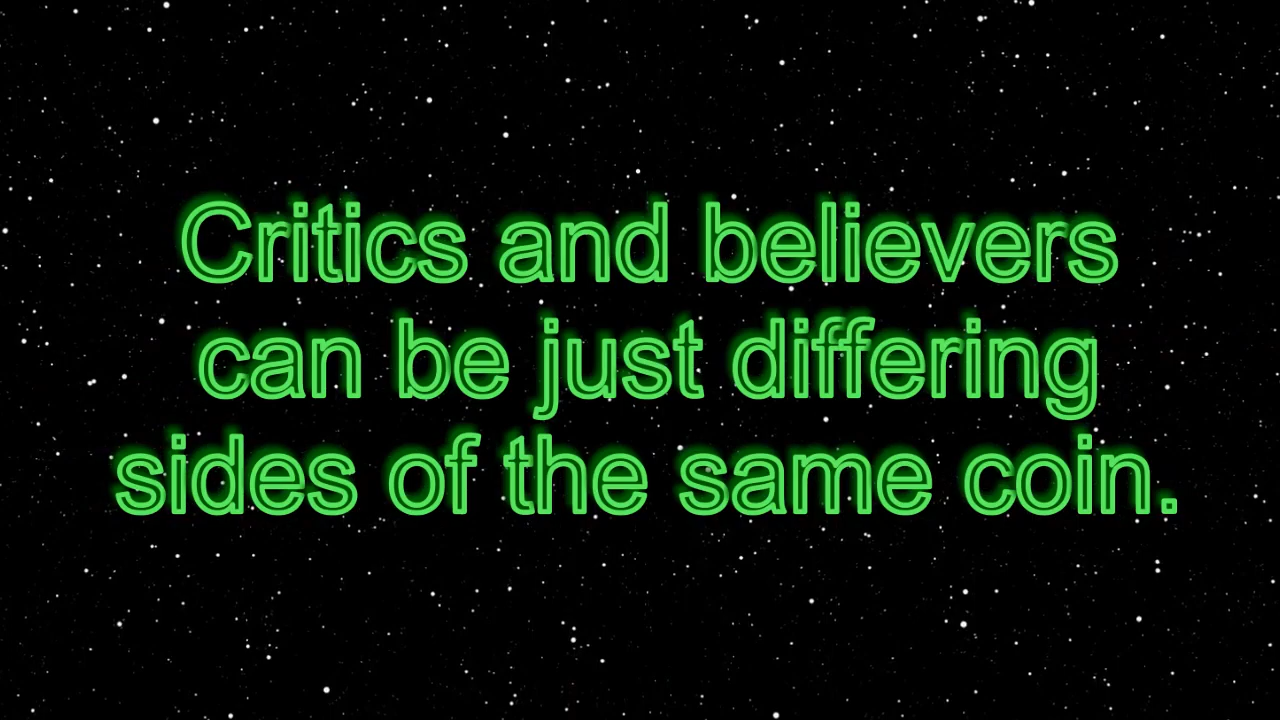 Critics and believers
can be just differing
sides of the same coin.